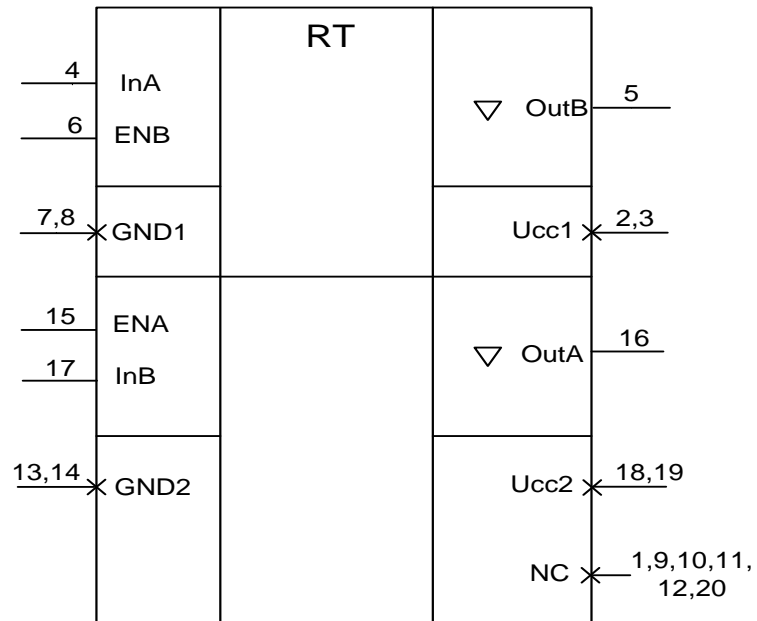 RT
4 InA
OutB 5
6 ENB
7,8 GND1
Ucc1 2,3
15 ENA
OutA 16
17 InB
13,14 GND2
Ucc2 18,19
NC 1,9,10,11,
12,20